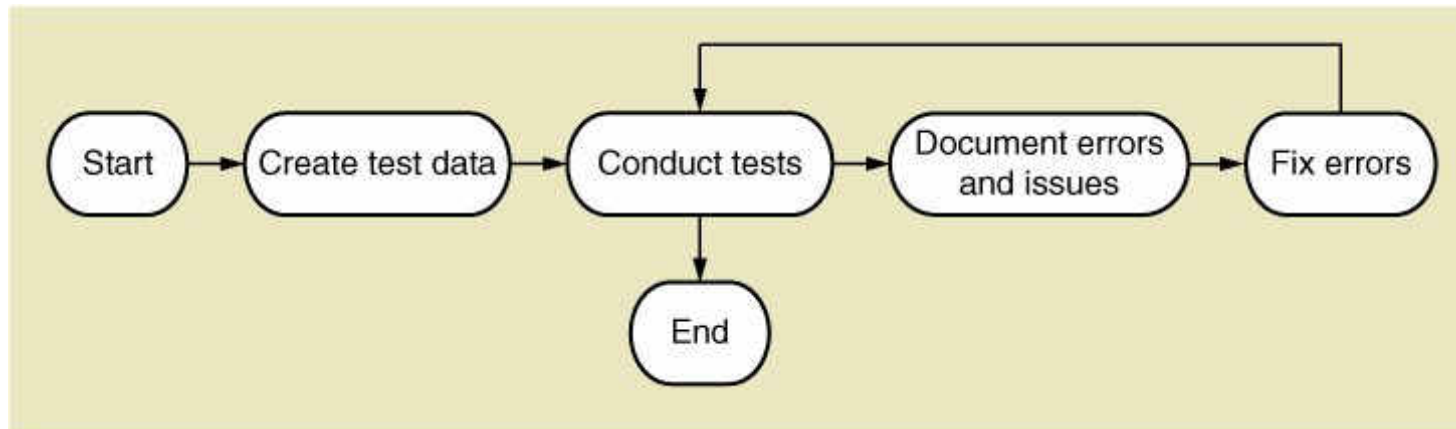 Start
Create test data
Conduct tests
Document errors
and issues
Fix errors
End